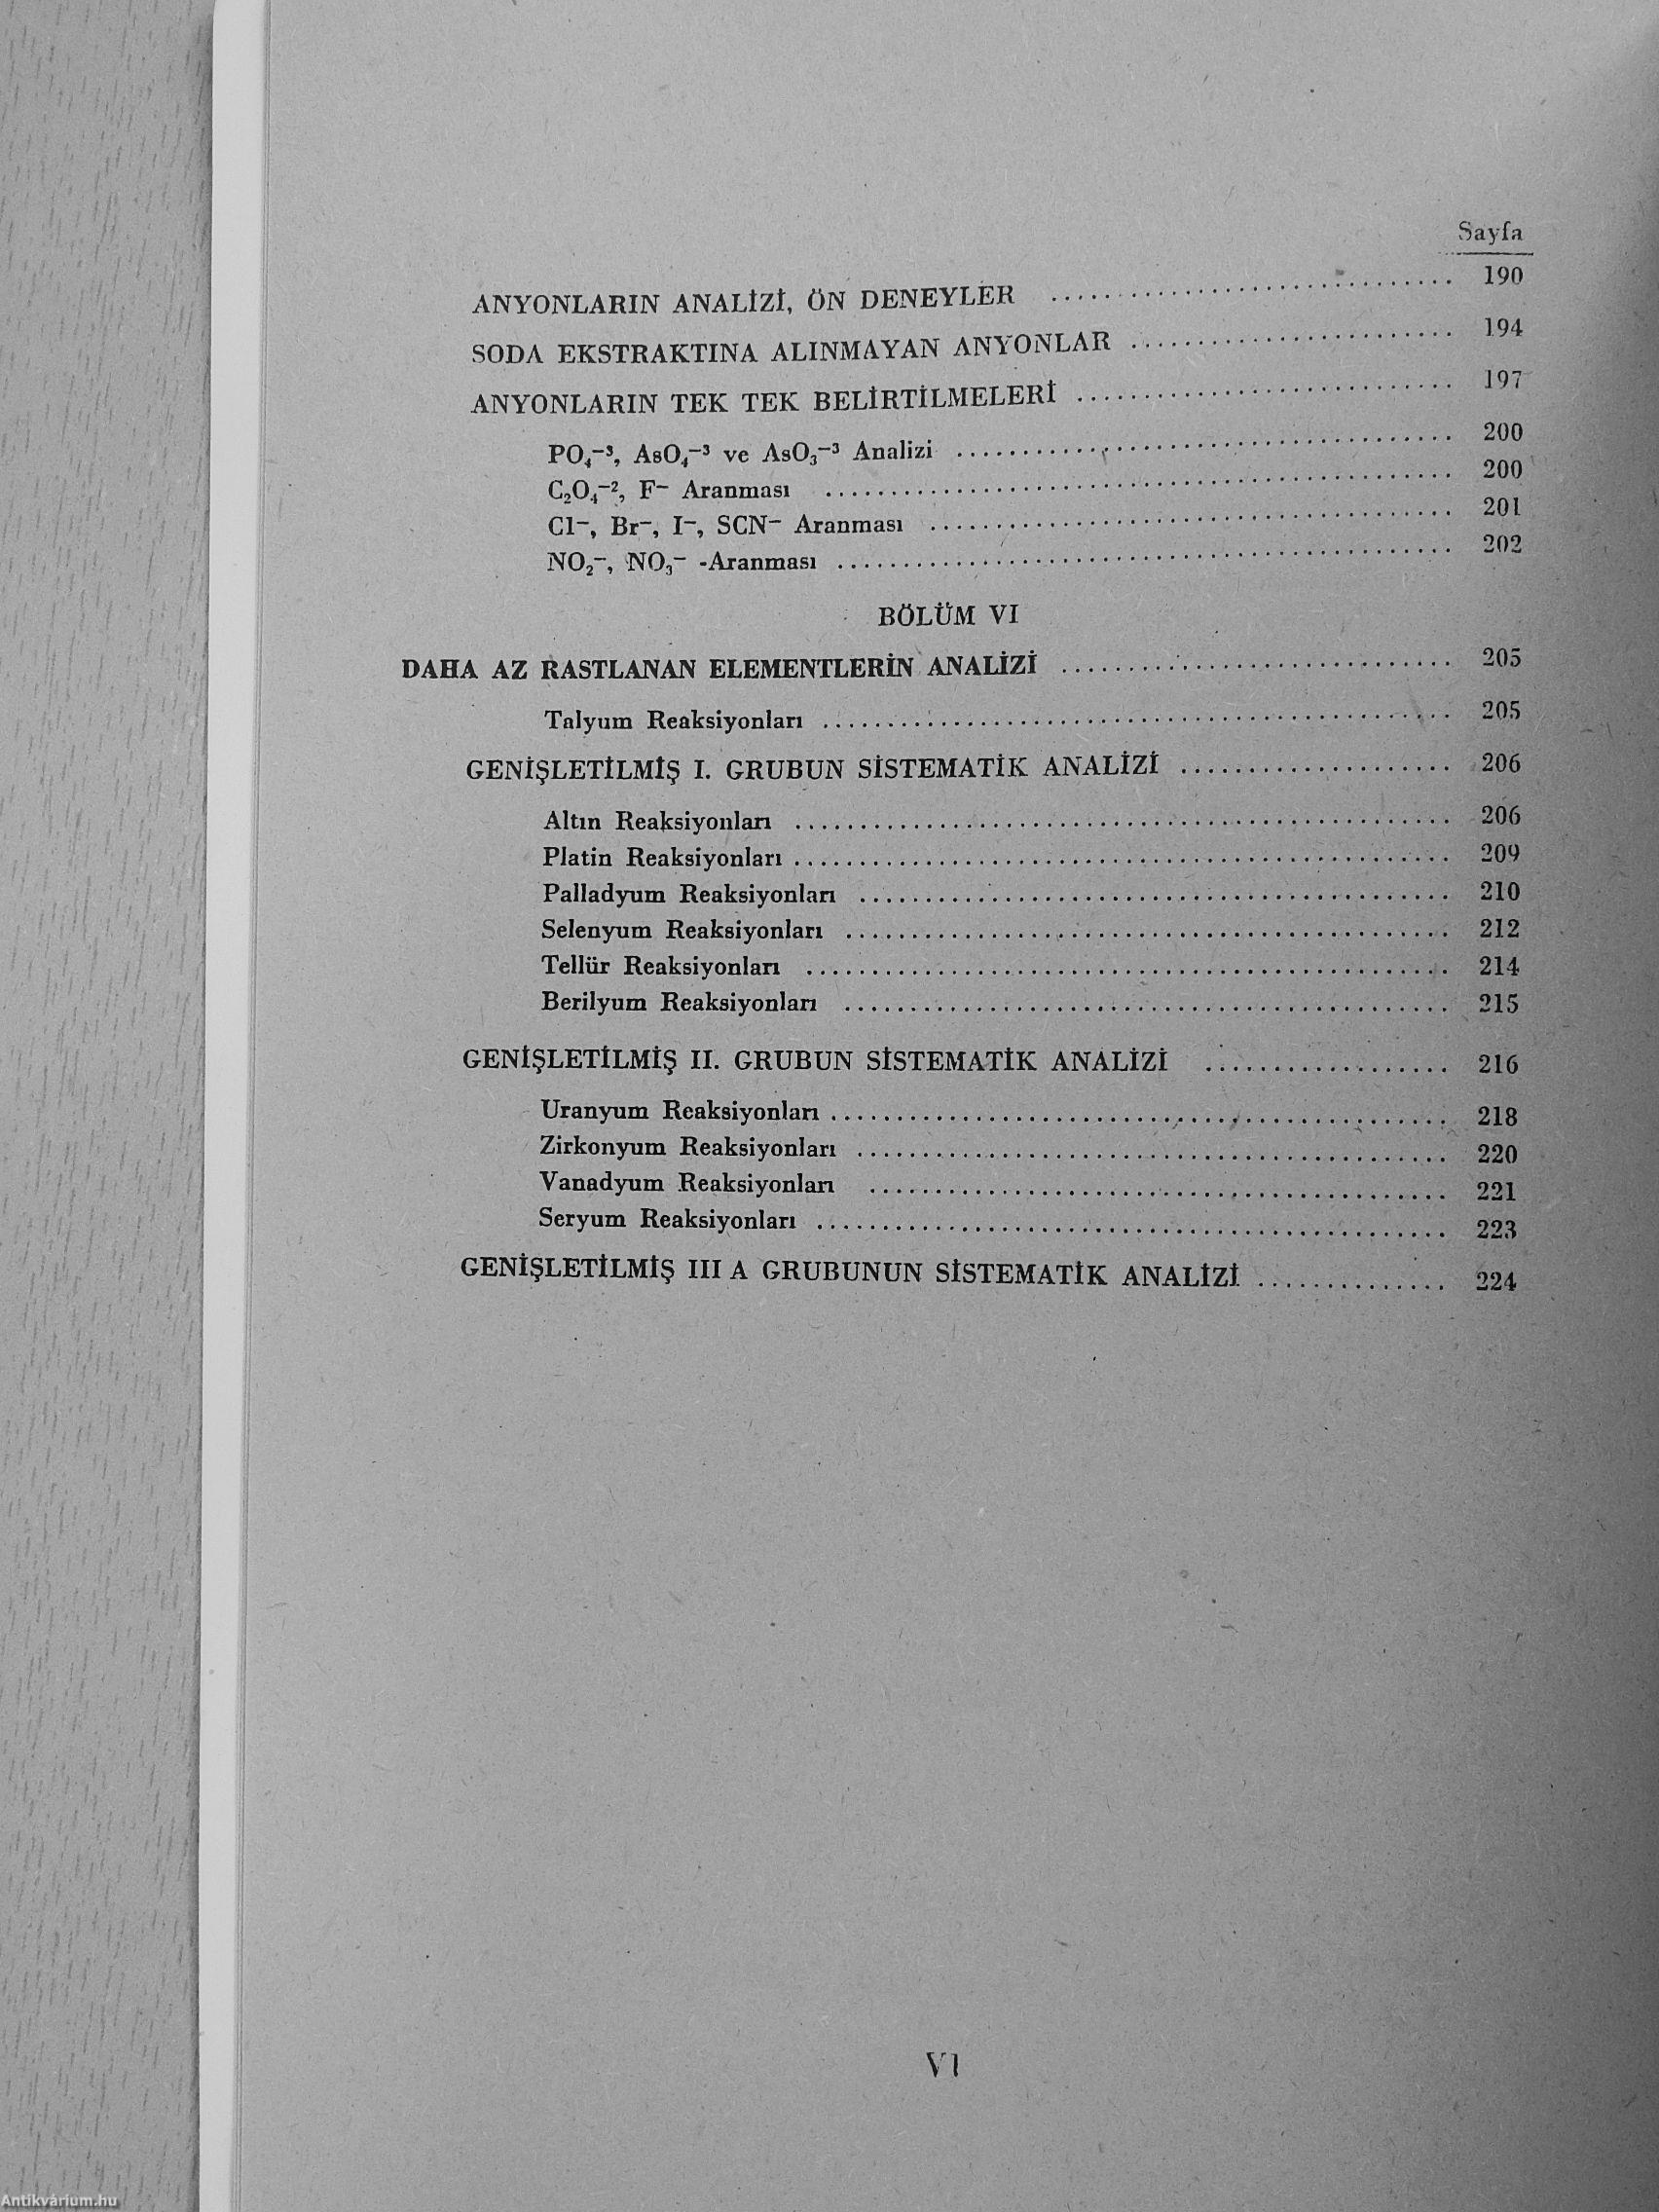 Sayfa
ANYONLARIN ANALİZİ, ÖN DENEYLER ........................ 190
SODA EKSTRAKTINA ALINMAYAN ANYONLAR ........................ 194
ANYONLARIN TEK TEK BELİRTİLMELERİ ........................ 197
PO₄⁻³, AsO₄⁻³ ve AsO₃⁻³ Analizi ........................ 200
C₂O₄⁻², F⁻ Aranması ........................ 200
Cl⁻, Br⁻, I⁻, SCN⁻ Aranması ........................ 201
NO₂⁻, NO₃⁻ -Aranması ........................ 202
BÖLÜM VI
DAHA AZ RASTLANAN ELEMENTLERİN ANALİZİ ........................ 205
Talyum Reaksiyonları ........................ 205
GENİŞLETİLMİŞ I. GRUBUN SİSTEMATİK ANALİZİ ........................ 206
Altın Reaksiyonları ........................ 206
Platin Reaksiyonları ........................ 209
Palladyum Reaksiyonları ........................ 210
Selenyum Reaksiyonları ........................ 212
Tellür Reaksiyonları ........................ 214
Berilyum Reaksiyonları ........................ 215
GENİŞLETİLMİŞ II. GRUBUN SİSTEMATİK ANALİZİ ........................ 216
Uranyum Reaksiyonları ........................ 218
Zirkonyum Reaksiyonları ........................ 220
Vanadyum Reaksiyonları ........................ 221
Seryum Reaksiyonları ........................ 223
GENİŞLETİLMİŞ III A GRUBUNUN SİSTEMATİK ANALİZİ ............... 224
VI
Antikvárium.hu